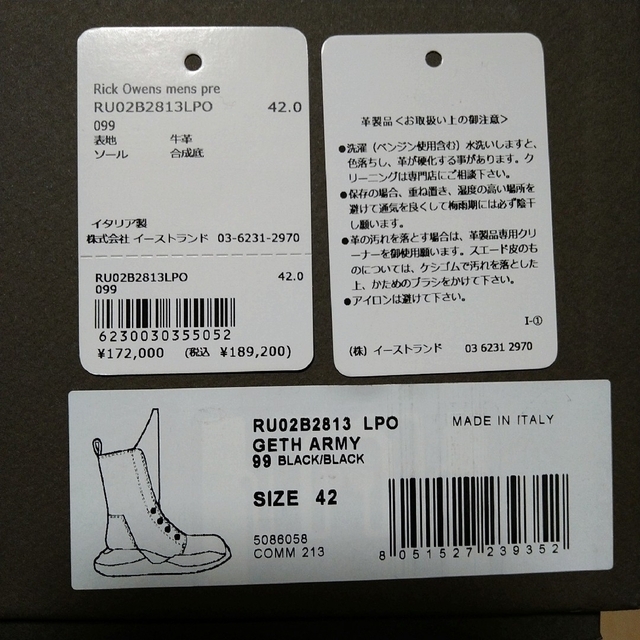 Rick Owens mens pre
RU02B2813LPO 42.0
099
表地 牛革
ソール 合成底
イタリア製
株式会社 イーストランド 03-6231-2970
RU02B2813LPO 42.0
099
6230030355052
¥172,000 (税込 ¥189,200)
革製品<お取扱い上の御注意>
●洗濯(ベンジン使用含む)水洗いしますと、
色落ちし、革が硬化する事があります。ク
リーニングは専門店にご相談下さい。
●保存の場合、重ね置き、湿度の高い場所を
避けて通気を良くして梅雨期には必ず陰干
し願います。
●革の汚れを落とす場合は、革製品専用クリ
ーナーを御使用願います。スエード皮のも
のについては、ケシゴムで汚れを落とした
上、かためのブラシをかけて下さい。
●アイロンは避けて下さい。
I-①
(株) イーストランド 03 6231 2970
RU02B2813 LPO
GETH ARMY
99 BLACK/BLACK
SIZE 42
5086058
COMM 213
MADE IN ITALY
8 051527 239352